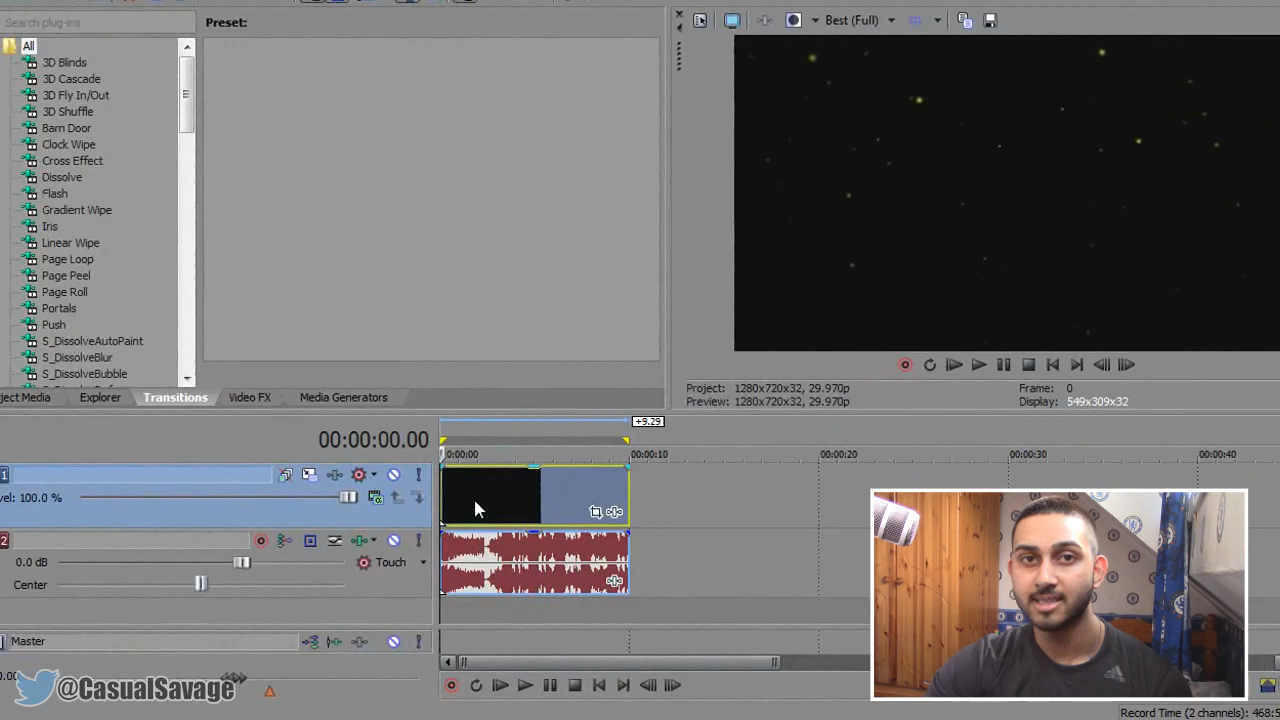 Search plug-ins
Preset:
Best (Full)
All
3D Blinds
3D Cascade
3D Fly In/Out
3D Shuffle
Barn Door
Clock Wipe
Cross Effect
Dissolve
Flash
Gradient Wipe
Iris
Linear Wipe
Page Loop
Page Peel
Page Roll
Portals
Push
S_DissolveAutoPaint
S_DissolveBlur
S_DissolveBubble
ject Media
Explorer
Transitions
Video FX
Media Generators
Project: 1280x720x32, 29.970p
Frame: 0
Preview: 1280x720x32, 29.970p
Display: 549x309x32
+9.29
00:00:00.00
0:00:00
00:00:10
00:00:20
00:00:30
00:00:40
1
vel: 100.0 %
2
0.0 dB
Touch
Center
Master
@CasualSavage
Record Time (2 channels): 468:5